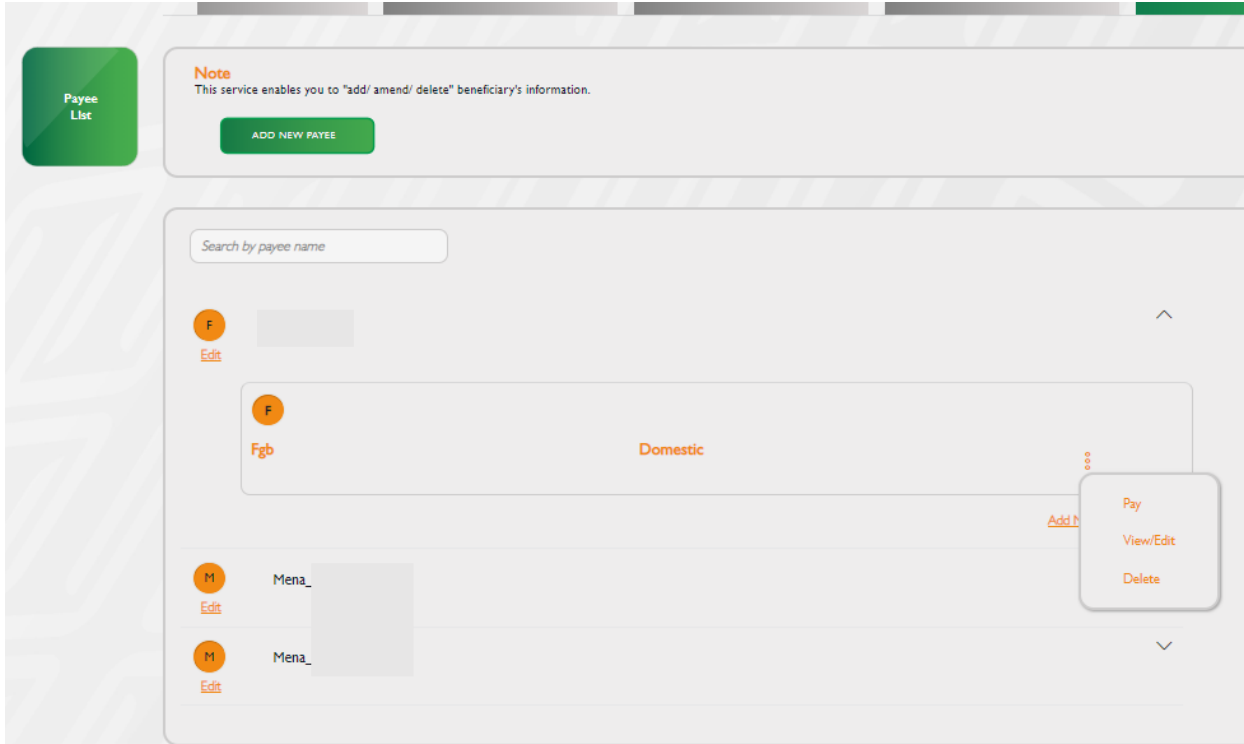 Payee
List
Note
This service enables you to "add/ amend/ delete" beneficiary's information.
ADD NEW PAYEE
Search by payee name
F
Edit
F
Fgb Domestic
Add
Pay
View/Edit
Delete
M Mena_
Edit
M Mena_
Edit